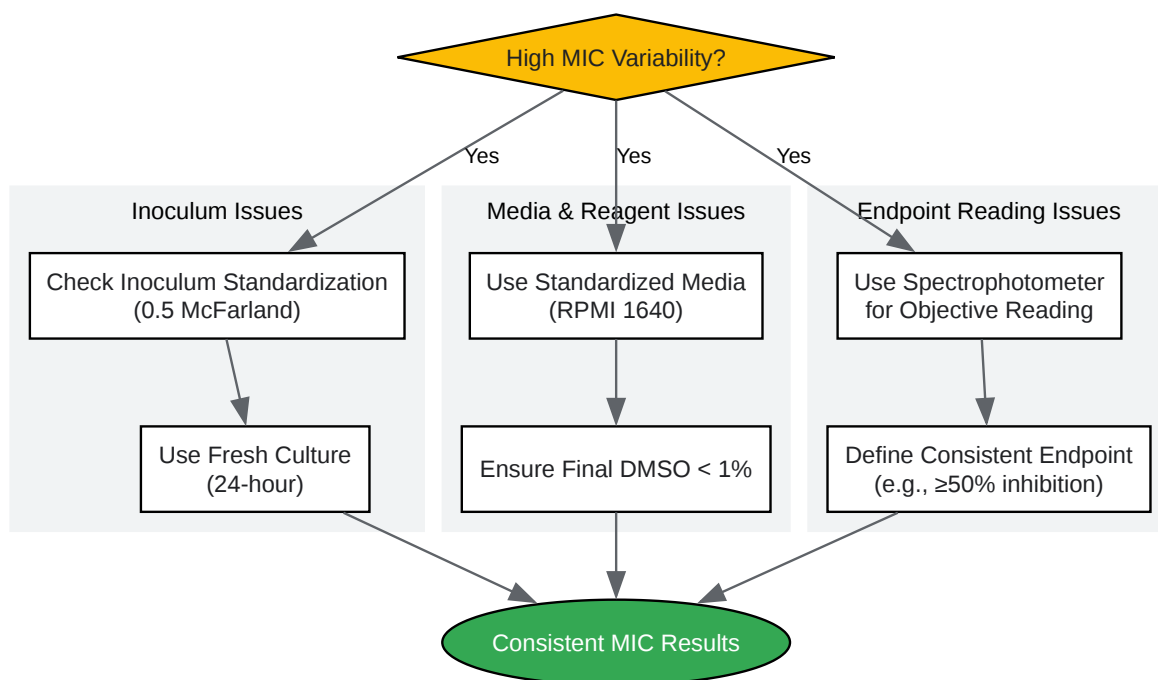 High MIC Variability?
Yes
Yes
Yes
Inoculum Issues
Media & Reagent Issues
Endpoint Reading Issues
Check Inoculum Standardization
(0.5 McFarland)
Use Standardized Media
(RPMI 1640)
Use Spectrophotometer
for Objective Reading
Use Fresh Culture
(24-hour)
Ensure Final DMSO < 1%
Define Consistent Endpoint
(e.g., ≥50% inhibition)
Consistent MIC Results